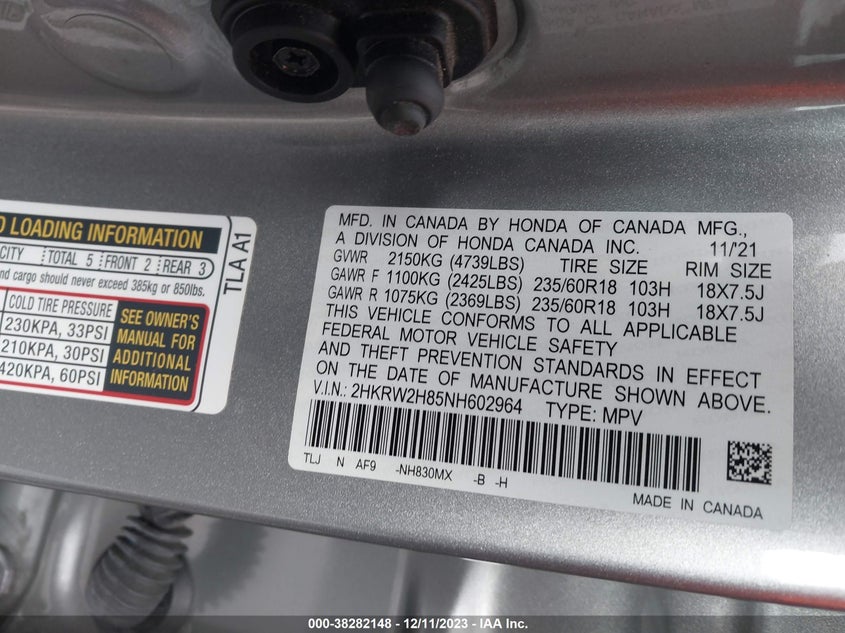 D LOADING INFORMATION
CITY TOTAL 5 FRONT 2 REAR 3
nd cargo should never exceed 385kg or 850lbs.
COLD TIRE PRESSURE
230KPA, 33PSI
210KPA, 30PSI
420KPA, 60PSI
SEE OWNER'S
MANUAL FOR
ADDITIONAL
INFORMATION
TLA A1
MFD. IN CANADA BY HONDA OF CANADA MFG.,
A DIVISION OF HONDA CANADA INC. 11/'21
GVWR 2150KG (4739LBS) TIRE SIZE RIM SIZE
GAWR F 1100KG (2425LBS) 235/60R18 103H 18X7.5J
GAWR R 1075KG (2369LBS) 235/60R18 103H 18X7.5J
THIS VEHICLE CONFORMS TO ALL APPLICABLE
FEDERAL MOTOR VEHICLE SAFETY
AND THEFT PREVENTION STANDARDS IN EFFECT
ON THE DATE OF MANUFACTURE SHOWN ABOVE.
V.I.N.: 2HKRW2H85NH602964 TYPE: MPV
TLJ N AF9 -NH830MX -B -H
MADE IN CANADA
000-38282148 - 12/11/2023 - IAA Inc.